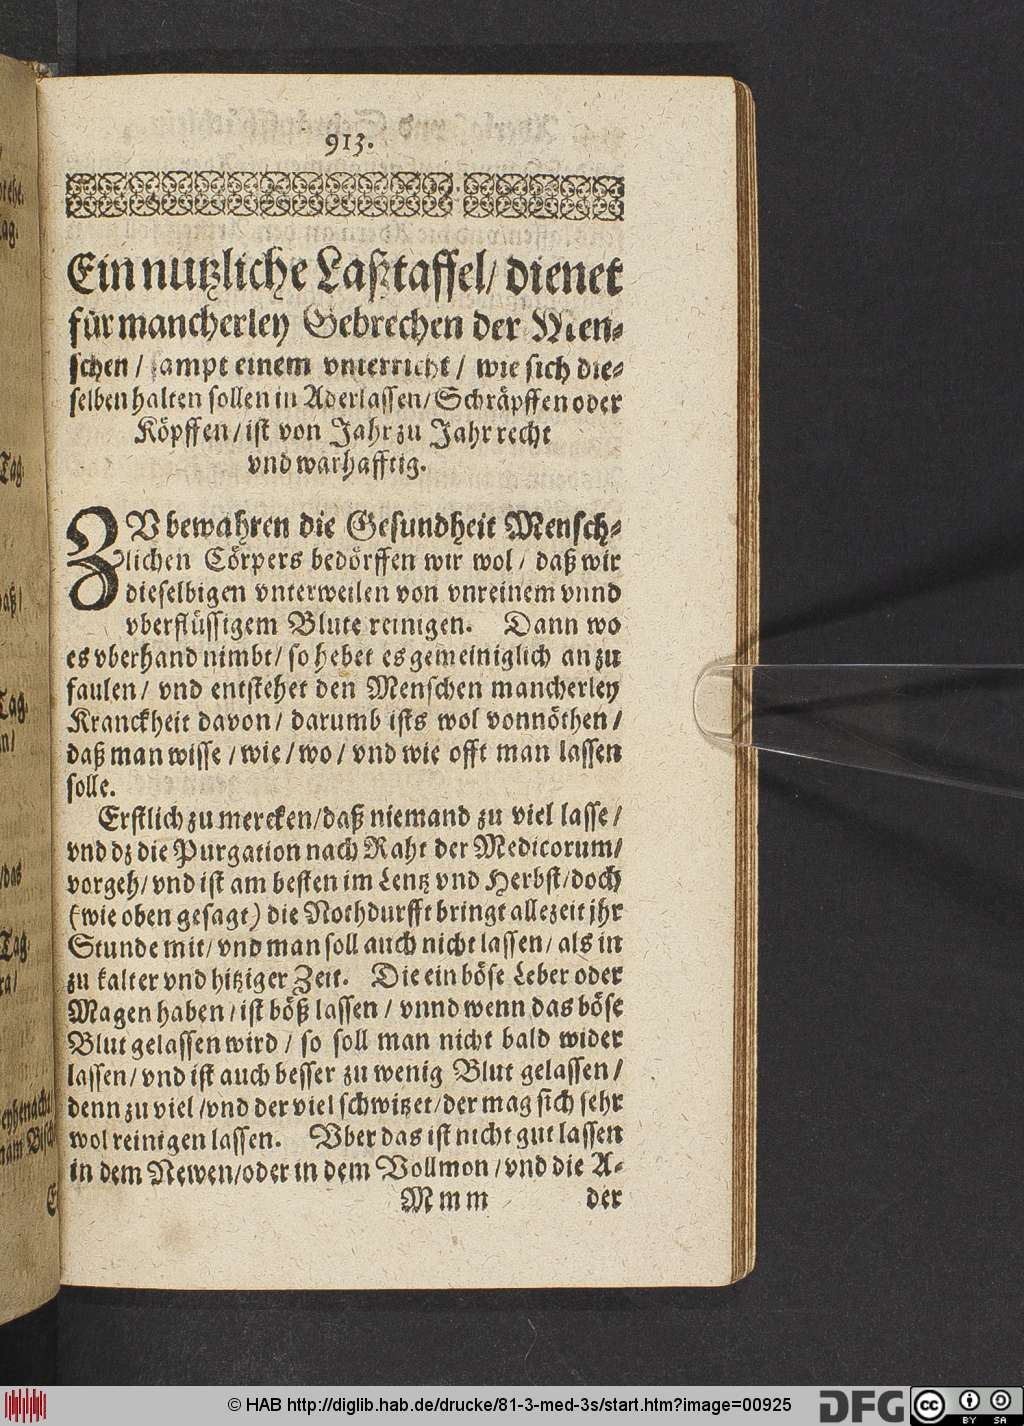 913.
Ein nutzliche Laßtaffel/ dienet
für mancherley Gebrechen der Men-
schen / sampt einem vnterricht / wie sich die-
selben halten sollen in Aderlassen/ Schräpffen oder
Köpffen / ist von Jahr zu Jahr recht
vnd warhafftig.
ZV bewahren die Gesundheit Mensch-
lichen Cörpers bedörffen wir wol / daß wir
dieselbigen vnterweilen von vnreinem vnnd
vberflüssigem Blute reinigen. Dann wo
es vberhand nimbt/ so hebet es gemeiniglich an zu
faulen / vnd entstehet den Menschen mancherley
Kranckheit davon / darumb ists wol vonnöthen /
daß man wisse / wie / wo / vnd wie offt man lassen
solle.
Erstlich zu mercken/daß niemand zu viel lasse /
vnd dz die Purgation nach Raht der Medicorum/
vorgeh/ vnd ist am besten im Lentz vnd Herbst/doch
(wie oben gesagt) die Nothdurfft bringt allezeit jhr
Stunde mit/ vnd man soll auch nicht lassen/ als in
zu kalter vnd hitziger Zeit. Die ein böse Leber oder
Magen haben / ist böß lassen / vnnd wenn das böse
Blut gelassen wird / so soll man nicht bald wider
lassen/ vnd ist auch besser zu wenig Blut gelassen /
denn zu viel /vnd der viel schwitzet/der mag sich sehr
wol reinigen lassen. Vber das ist nicht gut lassen
in dem Newen/oder in dem Vollmon / vnd die A-
Mmm der
© HAB http://diglib.hab.de/drucke/81-3-med-3s/start.htm?image=00925
DFG
cc
BY SA